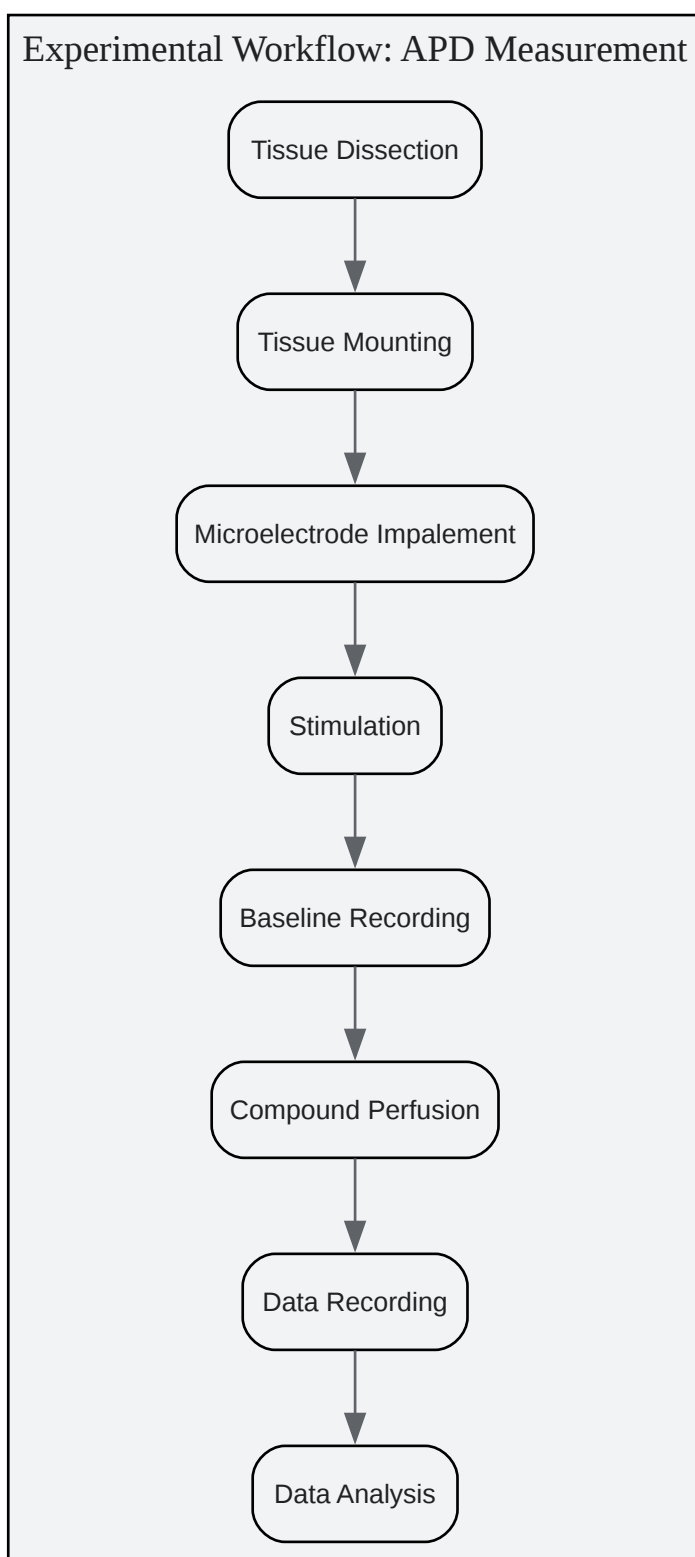 Experimental Workflow: APD Measurement
Tissue Dissection
Tissue Mounting
Microelectrode Impalement
Stimulation
Baseline Recording
Compound Perfusion
Data Recording
Data Analysis